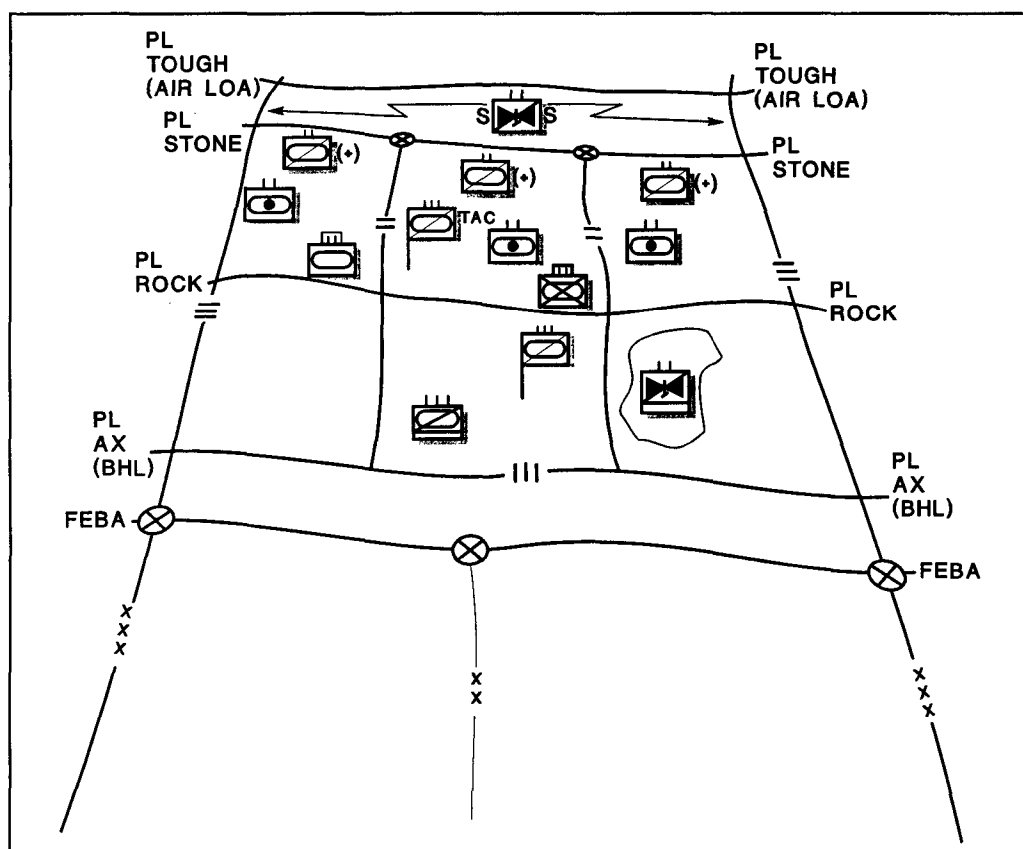 PL
TOUGH
(AIR LOA)
PL
TOUGH
(AIR LOA)
S S
PL
STONE
PL
STONE
(+)
(+)
(+)
TAC
PL
ROCK
PL
ROCK
PL
AX
(BHL)
PL
AX
(BHL)
FEBA
FEBA
XXX
XX
XXX